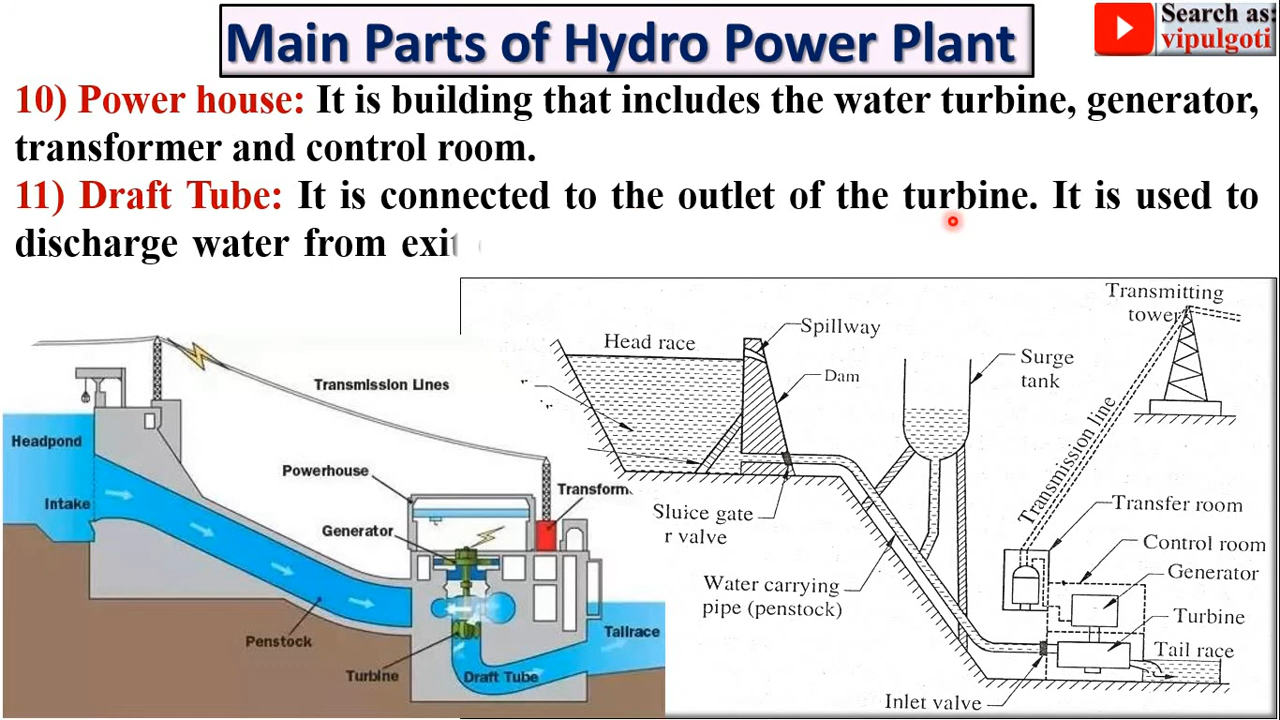 Main Parts of Hydro Power Plant
Search as:
vipulgoti
10) Power house: It is building that includes the water turbine, generator,
transformer and control room.
11) Draft Tube: It is connected to the outlet of the turbine. It is used to
discharge water from exit
Transmission Lines
Headpond
Intake
Powerhouse
Transform
Generator
Penstock
Turbine
Draft Tube
Tailrace
Head race
Spillway
Dam
Surge
tank
Transmitting
tower
Transmission line
Sluice gate
r valve
Water carrying
pipe (penstock)
Transfer room
Control room
Generator
Turbine
Tail race
Inlet valve